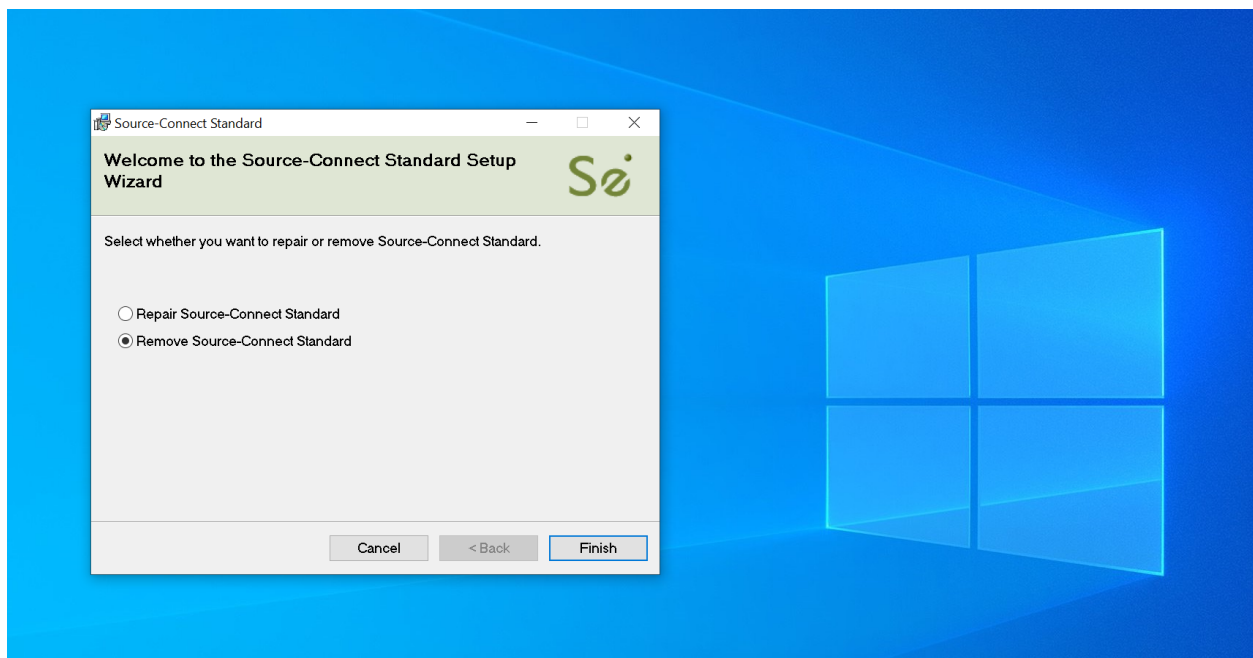 Source-Connect Standard
Welcome to the Source-Connect Standard Setup
Wizard
Select whether you want to repair or remove Source-Connect Standard.
Repair Source-Connect Standard
Remove Source-Connect Standard
Cancel
< Back
Finish